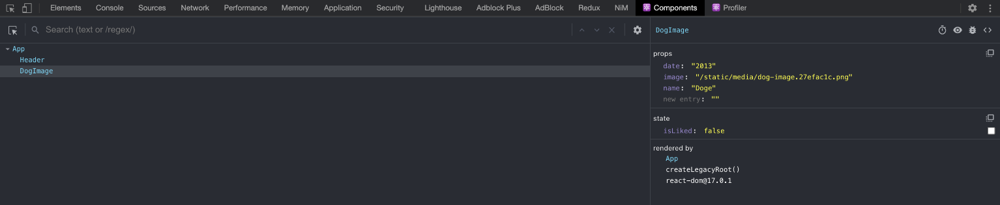 Elements Console Sources Network Performance Memory Application Security Lighthouse Adblock Plus AdBlock Redux NiM Components Profiler
Search (text or /regex/)
App
Header
DogImage
DogImage
props
date: "2013"
image: "/static/media/dog-image.27efac1c.png"
name: "Doge"
new entry: ""
state
isLiked: false
rendered by
App
createLegacyRoot()
react-dom@17.0.1